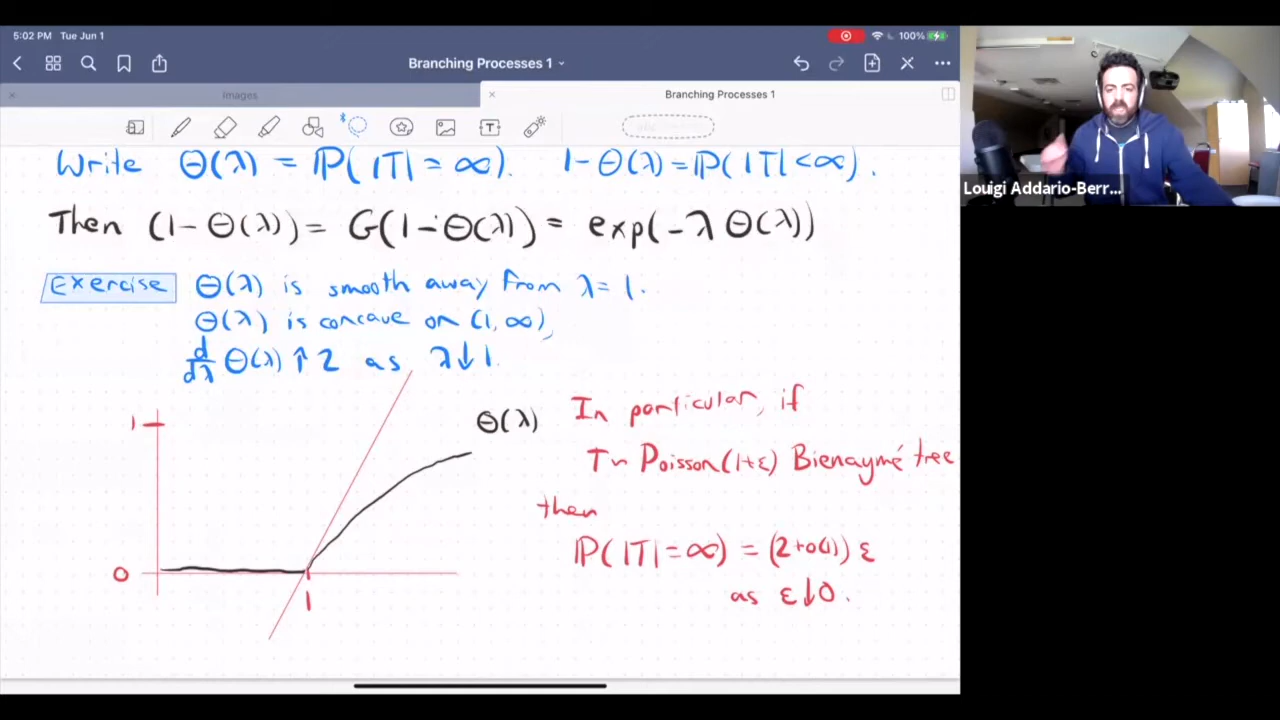 5:02 PM Tue Jun 1
100%
Branching Processes 1
Images
Branching Processes 1
Write Θ(λ) = ℙ(|T| = ∞). 1-Θ(λ) = ℙ(|T| < ∞).
Then (1-Θ(λ)) = G(1-Θ(λ)) = exp(-λ Θ(λ))
Exercise Θ(λ) is smooth away from λ = 1.
Θ(λ) is concave on (1, ∞),
d/dλ Θ(λ) ↑ 2 as λ ↓ 1.
1
Θ(λ)
0
1
In particular, if
T ~ Poisson(1+ε) Bienaymé tree
then
ℙ(|T| = ∞) = (2+o(1)) ε
as ε ↓ 0.
Louigi Addario-Berr...